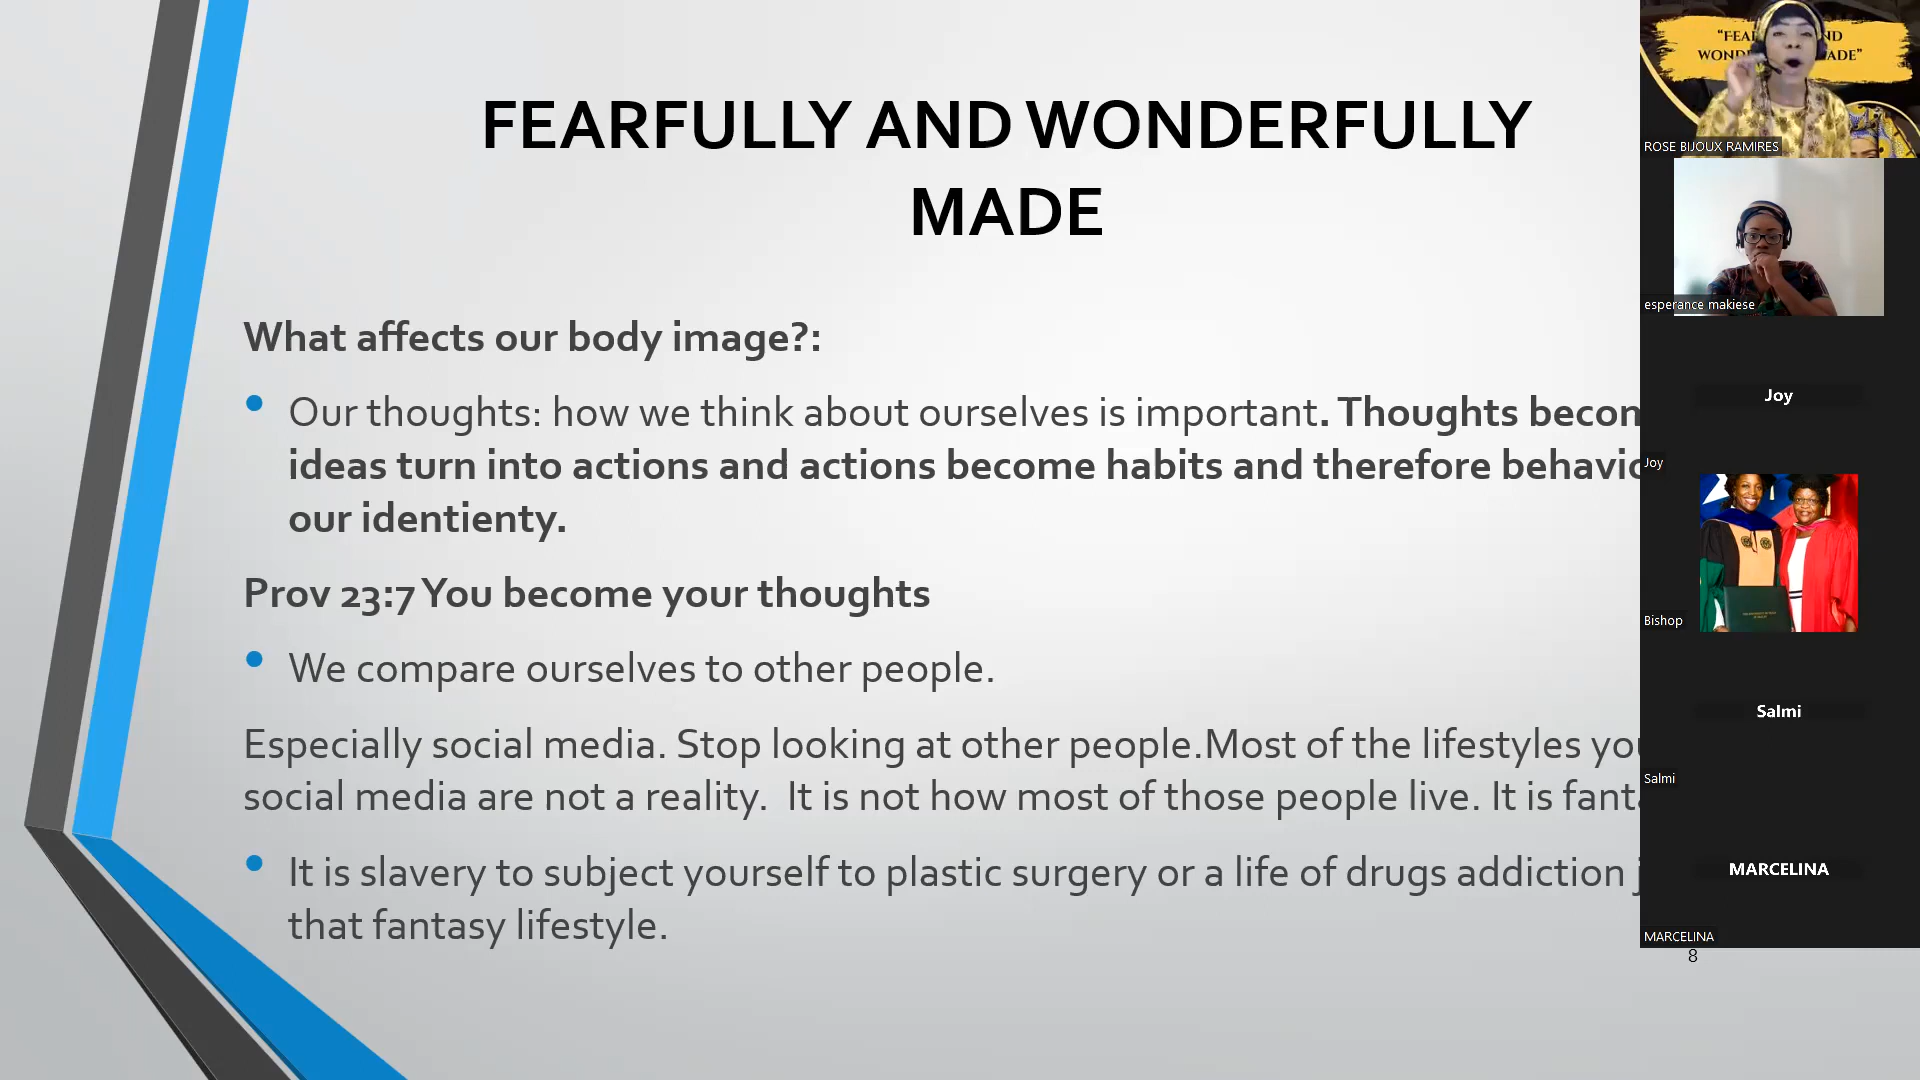 FEARFULLY AND WONDERFULLY
MADE
What affects our body image?:
• Our thoughts: how we think about ourselves is important. Thoughts
ideas turn into actions and actions become habits and therefore
our identienty.
Prov 23:7 You become your thoughts
• We compare ourselves to other people.
Especially social media. Stop looking at other people.Most of the lifestyles
social media are not a reality. It is not how most of those people live. It is
• It is slavery to subject yourself to plastic surgery or a life of drugs addiction
that fantasy lifestyle.
8
ROSE BIJOUX RAMIRES
esperance makiese
Joy
Joy
Bishop
Salmi
Salmi
MARCELINA
MARCELINA